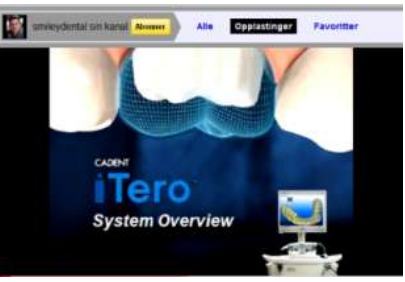 smileydental sin kanal Abonner Alle Opplastinger Favoritter
CADENT
iTero
System Overview